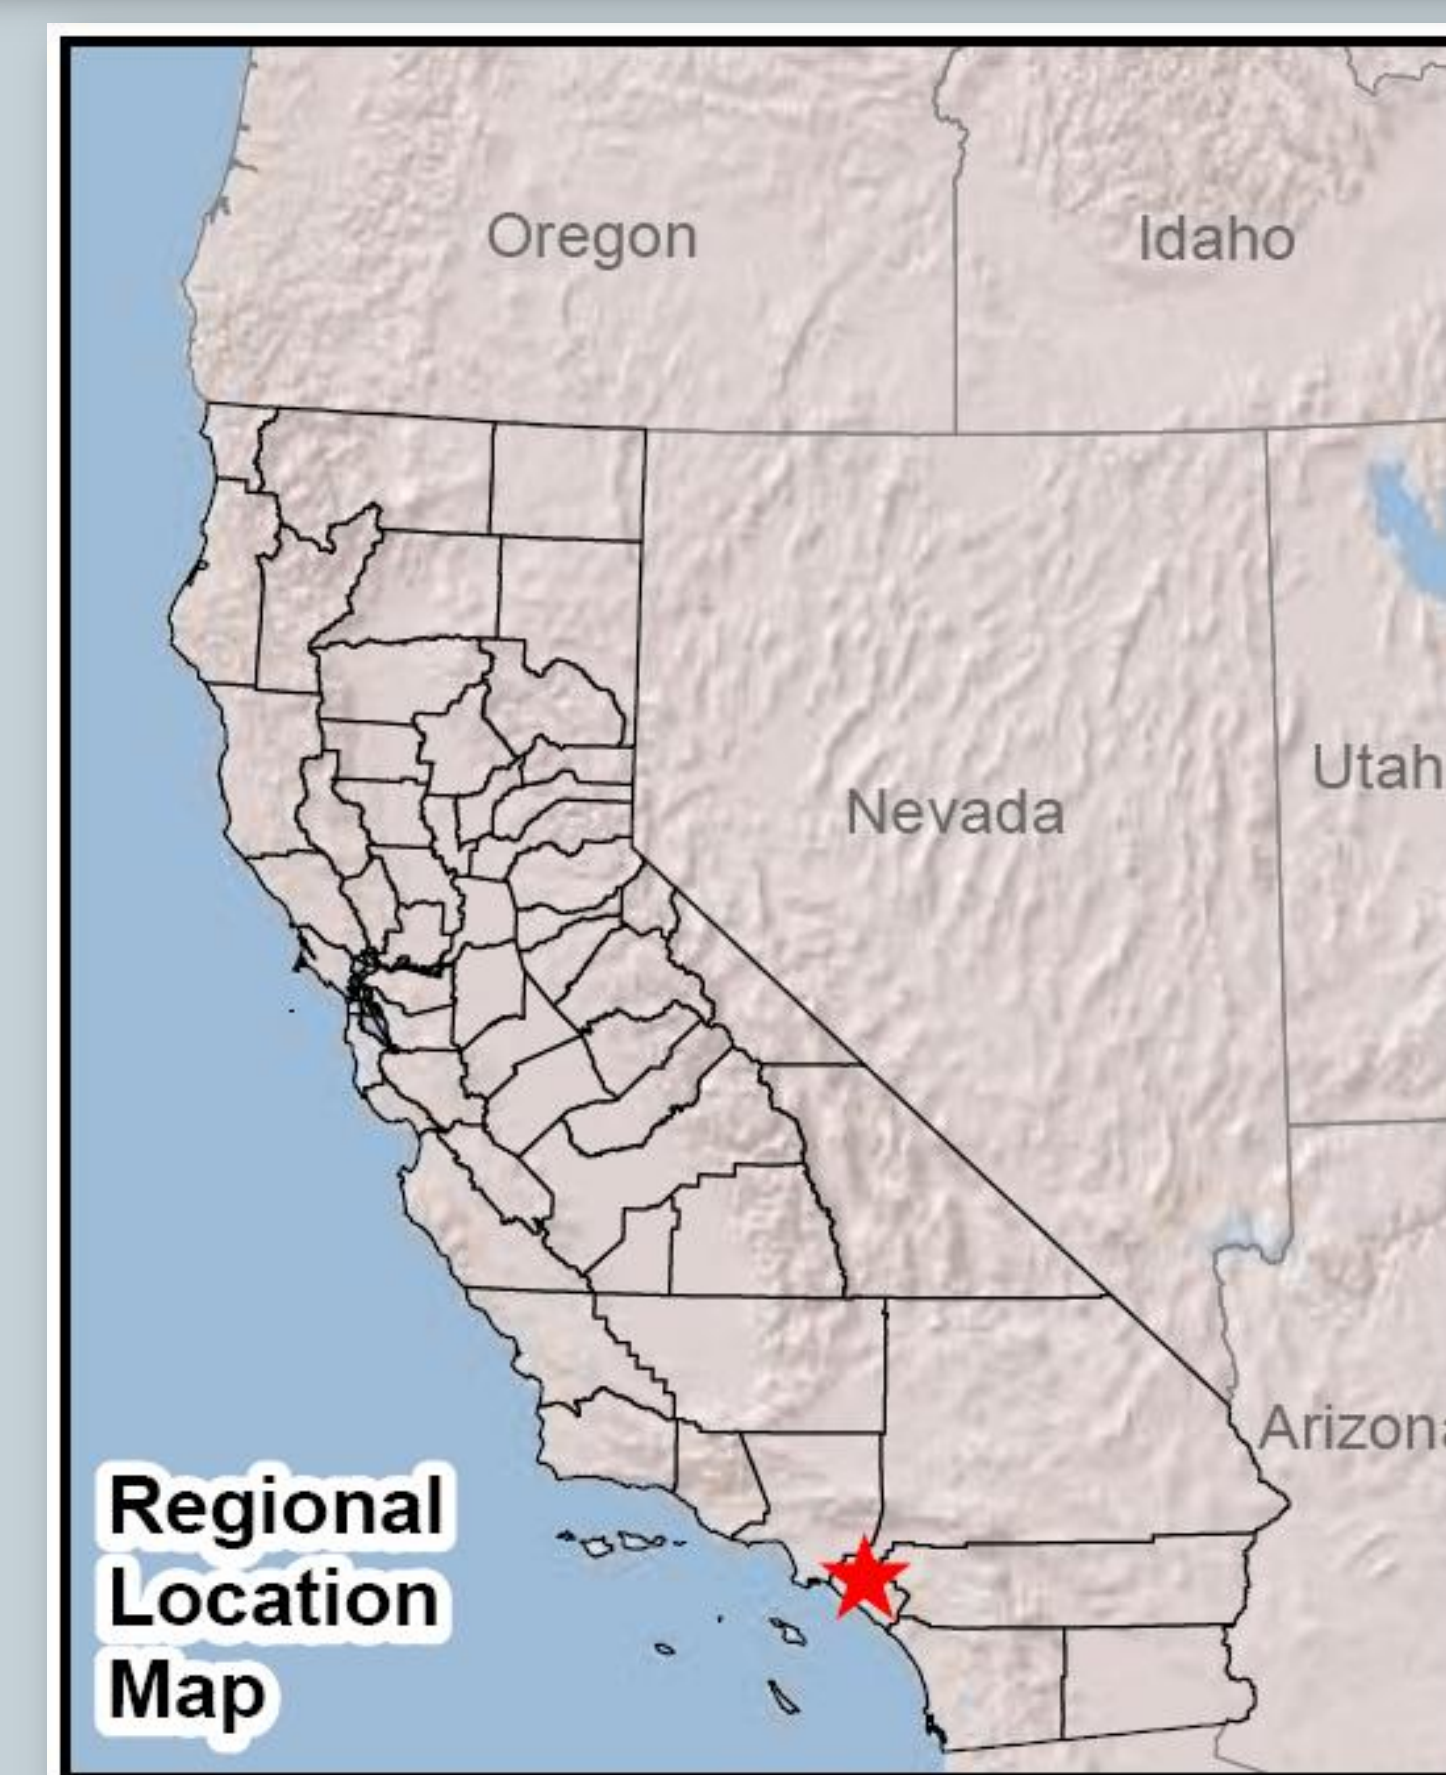 Oregon
Idaho
Utah
Nevada
Arizona
Regional
Location
Map